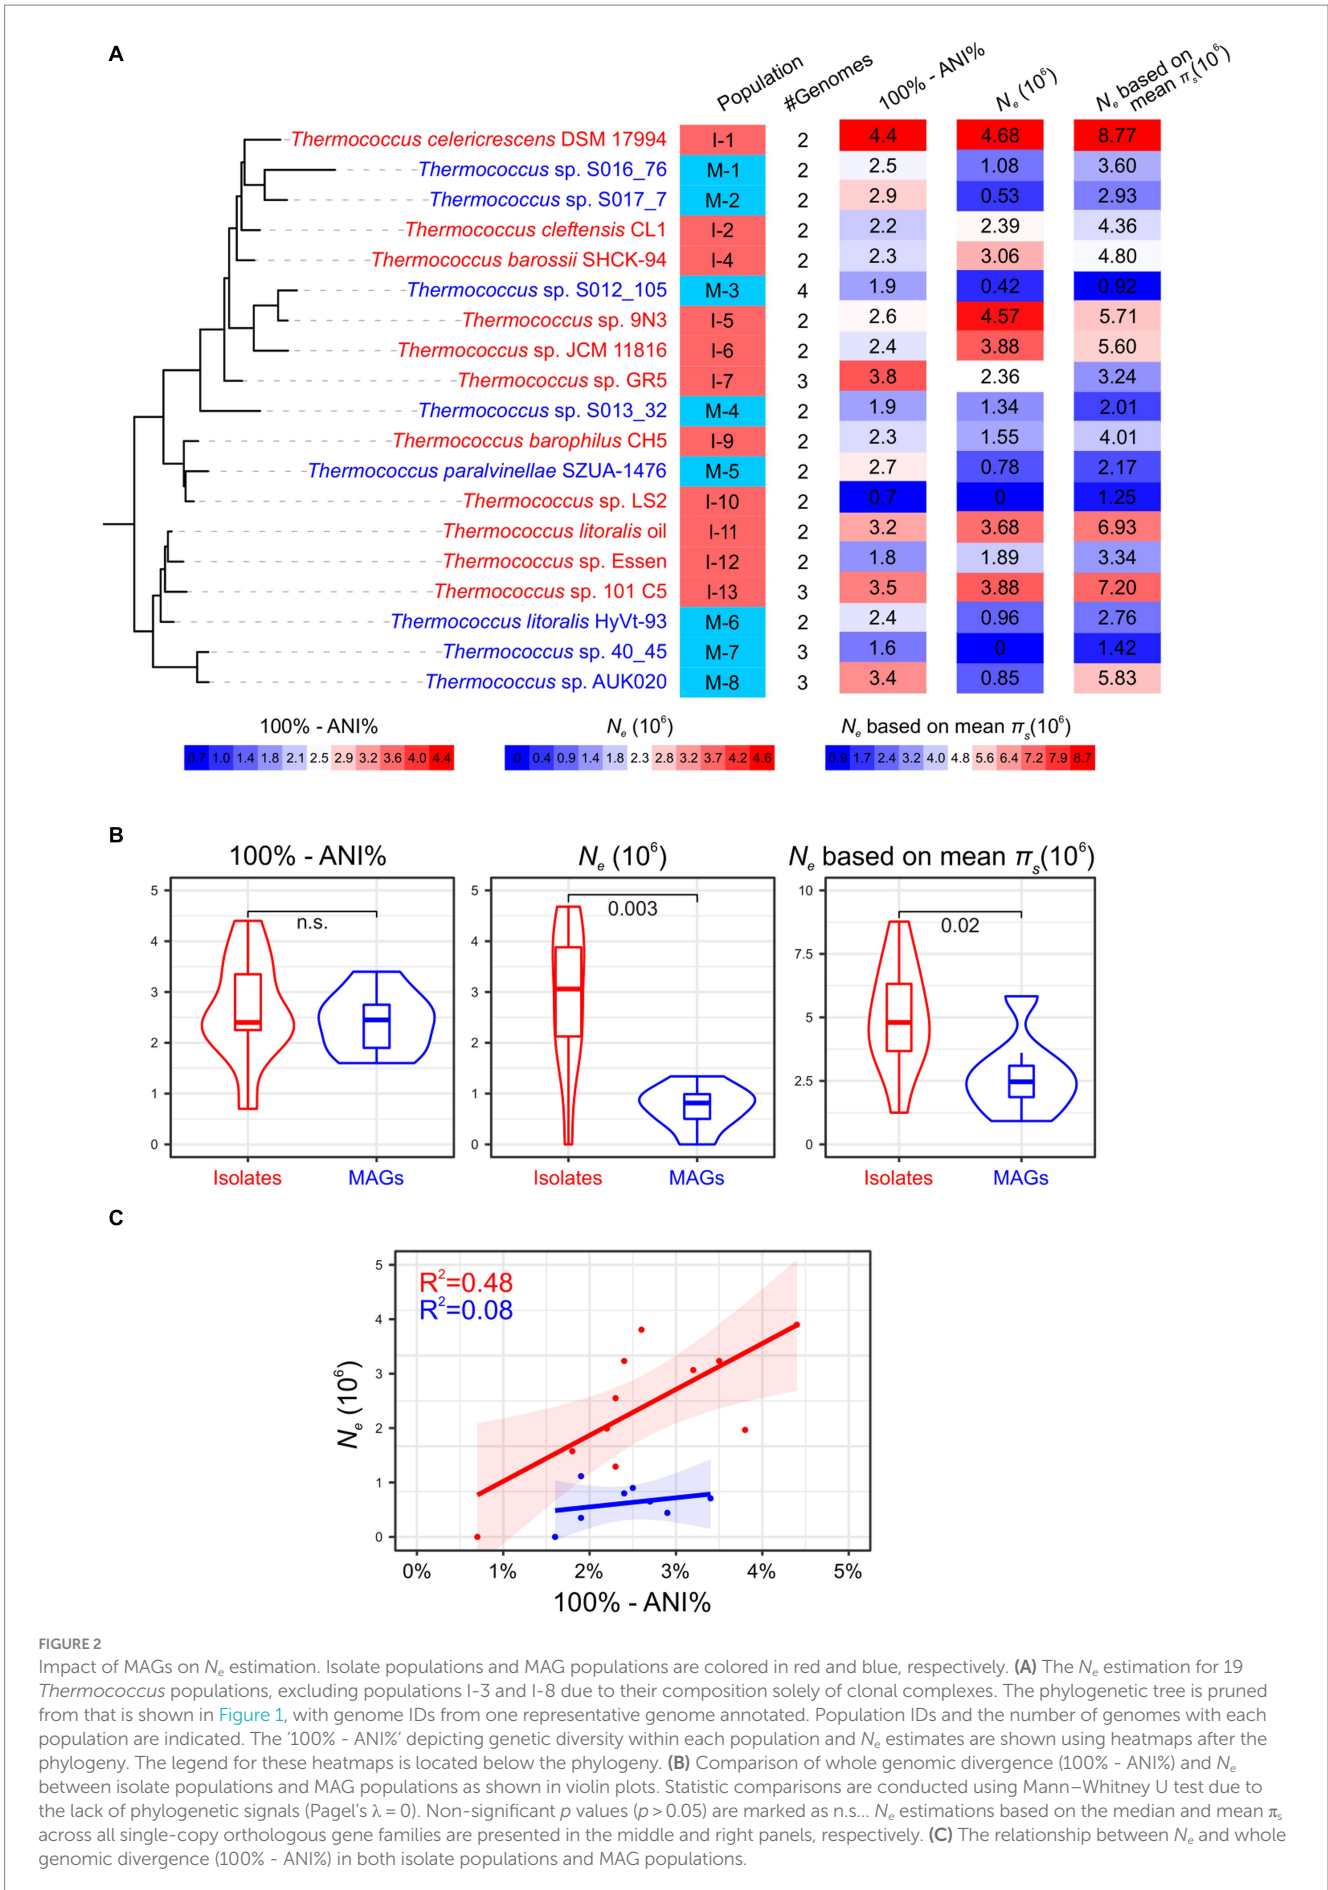 A
Population
#Genomes
100% - ANI%
Ne (10^6)
Ne based on
mean πs(10^6)
Thermococcus celericrescens DSM 17994 I-1 2 4.4 4.68 8.77
Thermococcus sp. S016_76 M-1 2 2.5 1.08 3.60
Thermococcus sp. S017_7 M-2 2 2.9 0.53 2.93
Thermococcus cleftensis CL1 I-2 2 2.2 2.39 4.36
Thermococcus barossii SHCK-94 I-4 2 2.3 3.06 4.80
Thermococcus sp. S012_105 M-3 4 1.9 0.42 0.92
Thermococcus sp. 9N3 I-5 2 2.6 4.57 5.71
Thermococcus sp. JCM 11816 I-6 2 2.4 3.88 5.60
Thermococcus sp. GR5 I-7 3 3.8 2.36 3.24
Thermococcus sp. S013_32 M-4 2 1.9 1.34 2.01
Thermococcus barophilus CH5 I-9 2 2.3 1.55 4.01
Thermococcus paralvinellae SZUA-1476 M-5 2 2.7 0.78 2.17
Thermococcus sp. LS2 I-10 2 0.7 0 1.25
Thermococcus litoralis oil I-11 2 3.2 3.68 6.93
Thermococcus sp. Essen I-12 2 1.8 1.89 3.34
Thermococcus sp. 101 C5 I-13 3 3.5 3.88 7.20
Thermococcus litoralis HyVt-93 M-6 2 2.4 0.96 2.76
Thermococcus sp. 40_45 M-7 3 1.6 0 1.42
Thermococcus sp. AUK020 M-8 3 3.4 0.85 5.83
100% - ANI% Ne (10^6) Ne based on mean πs(10^6)
0.7 1.0 1.4 1.8 2.1 2.5 2.9 3.2 3.6 4.0 4.4 0 0.4 0.9 1.4 1.8 2.3 2.8 3.2 3.7 4.2 4.6 0.9 1.7 2.4 3.2 4.0 4.8 5.6 6.4 7.2 7.9 8.7
B
100% - ANI%
5
4
3
2
1
0
n.s.
Isolates MAGs
Ne (10^6)
5
4
3
2
1
0
0.003
Isolates MAGs
Ne based on mean πs(10^6)
10
7.5
5
2.5
0
0.02
Isolates MAGs
C
R²=0.48
R²=0.08
Ne (10^6)
5
4
3
2
1
0
0% 1% 2% 3% 4% 5%
100% - ANI%
FIGURE 2
Impact of MAGs on Ne estimation. Isolate populations and MAG populations are colored in red and blue, respectively. (A) The Ne estimation for 19
Thermococcus populations, excluding populations I-3 and I-8 due to their composition solely of clonal complexes. The phylogenetic tree is pruned
from that is shown in Figure 1, with genome IDs from one representative genome annotated. Population IDs and the number of genomes with each
population are indicated. The ‘100% - ANI%’ depicting genetic diversity within each population and Ne estimates are shown using heatmaps after the
phylogeny. The legend for these heatmaps is located below the phylogeny. (B) Comparison of whole genomic divergence (100% - ANI%) and Ne
between isolate populations and MAG populations as shown in violin plots. Statistic comparisons are conducted using Mann–Whitney U test due to
the lack of phylogenetic signals (Pagel’s λ = 0). Non-significant p values (p > 0.05) are marked as n.s... Ne estimations based on the median and mean πs
across all single-copy orthologous gene families are presented in the middle and right panels, respectively. (C) The relationship between Ne and whole
genomic divergence (100% - ANI%) in both isolate populations and MAG populations.